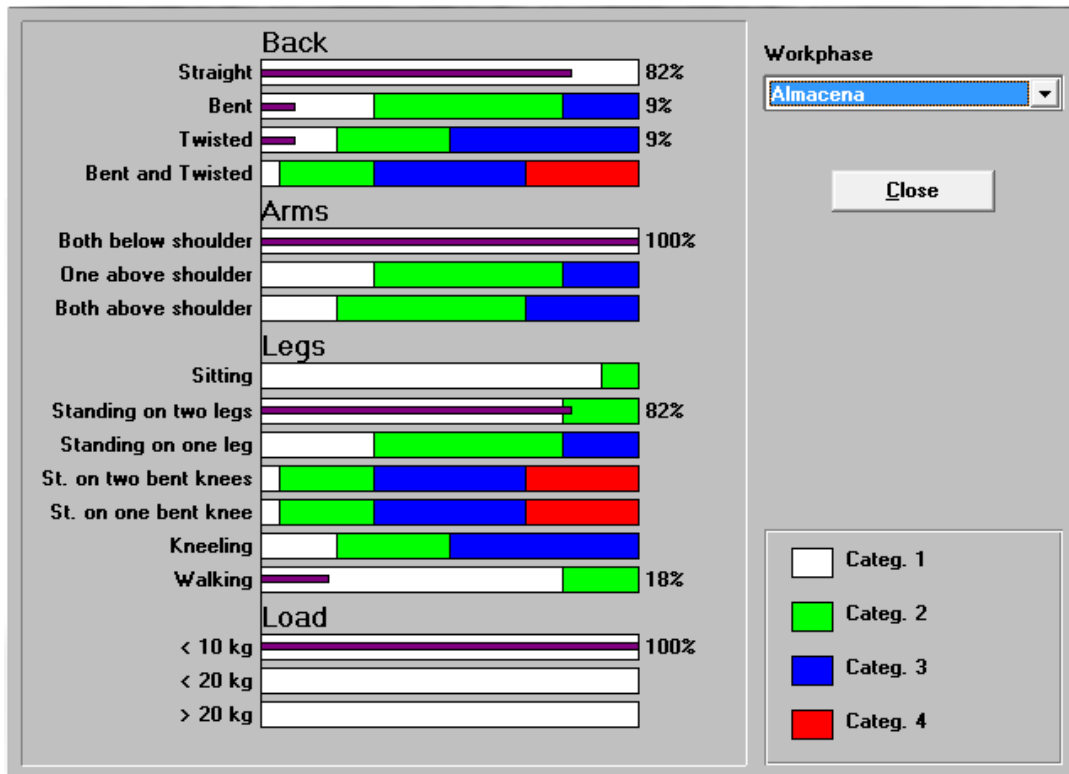 Back
Straight 82%
Bent 9%
Twisted 9%
Bent and Twisted
Arms
Both below shoulder 100%
One above shoulder
Both above shoulder
Legs
Sitting
Standing on two legs 82%
Standing on one leg
St. on two bent knees
St. on one bent knee
Kneeling
Walking 18%
Load
< 10 kg 100%
< 20 kg
> 20 kg
Workphase
Almacena
Close
Categ. 1
Categ. 2
Categ. 3
Categ. 4